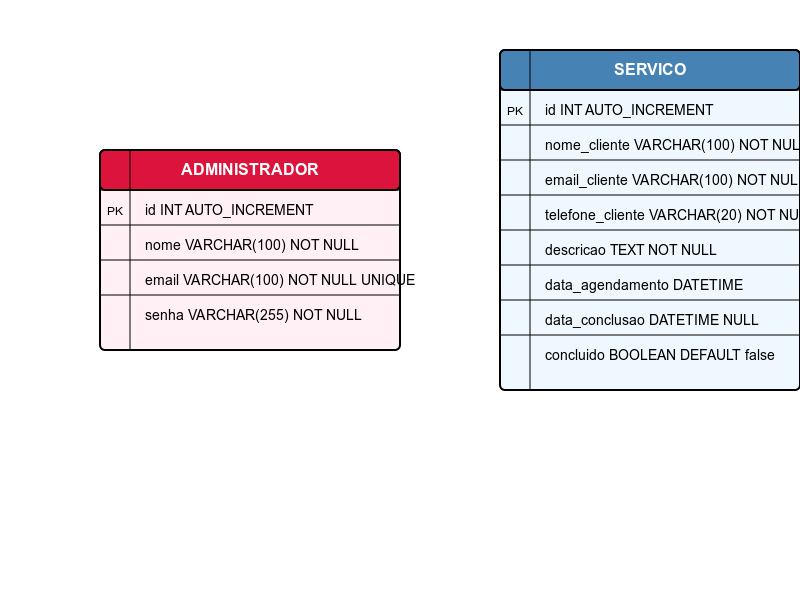 ADMINISTRADOR
PK id INT AUTO_INCREMENT
nome VARCHAR(100) NOT NULL
email VARCHAR(100) NOT NULL UNIQUE
senha VARCHAR(255) NOT NULL
SERVICO
PK id INT AUTO_INCREMENT
nome_cliente VARCHAR(100) NOT NUL
email_cliente VARCHAR(100) NOT NUL
telefone_cliente VARCHAR(20) NOT NU
descricao TEXT NOT NULL
data_agendamento DATETIME
data_conclusao DATETIME NULL
concluido BOOLEAN DEFAULT false